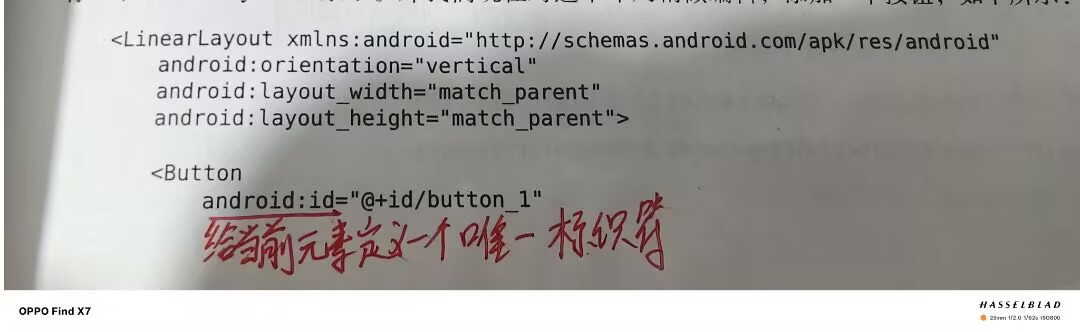 <LinearLayout xmlns:android="http://schemas.android.com/apk/res/android"
android:orientation="vertical"
android:layout_width="match_parent"
android:layout_height="match_parent">
<Button
android:id="@+id/button_1"
给当前元素定义一个唯一标识符
OPPO Find X7
HASSELBLAD
23mm f/2.0 1/62s ISO800